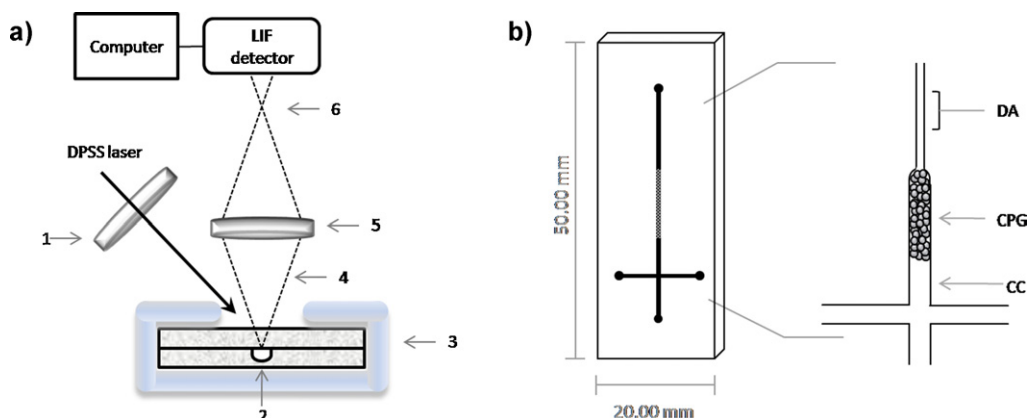 a)
Computer
LIF
detector
6
DPSS laser
1
5
4
3
2
b)
50.00 mm
20.00 mm
DA
CPG
CC